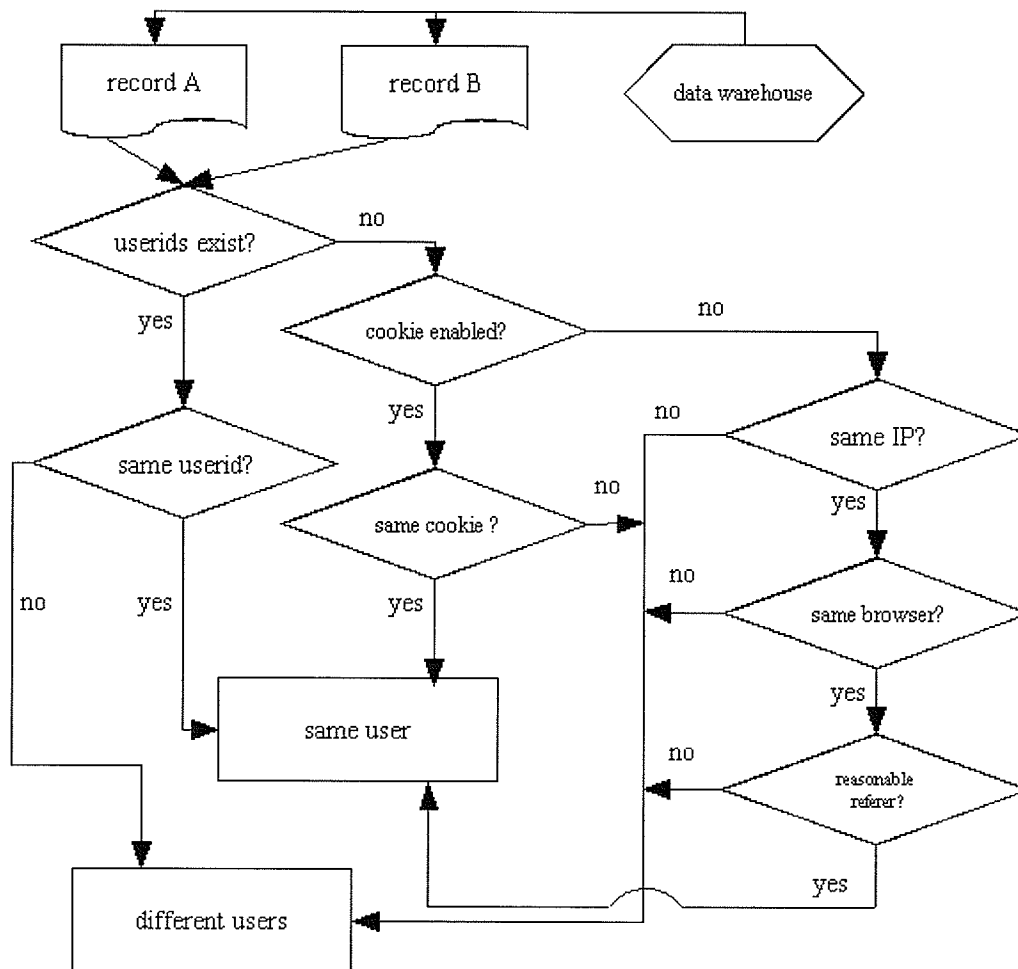 record A
record B
data warehouse
no
userids exist?
yes
cookie enabled?
no
yes
no
same IP?
same userid?
no
yes
same cookie ?
no
yes
no
yes
same browser?
yes
same user
no
reasonable
referer?
yes
different users